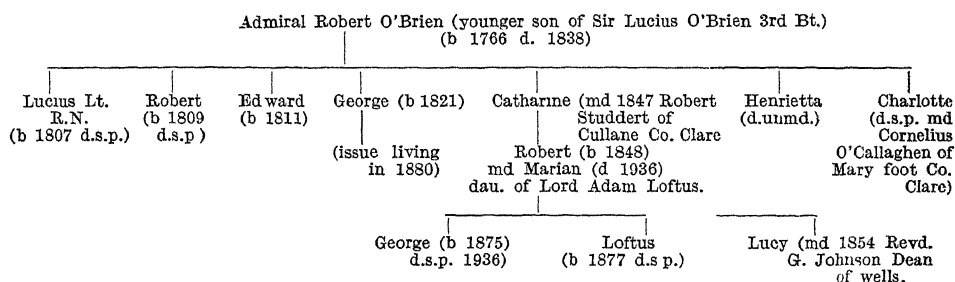 Admiral Robert O'Brien (younger son of Sir Lucius O'Brien 3rd Bt.)
(b 1766 d. 1838)
Lucius Lt.
R.N.
(b 1807 d.s.p.)
Robert
(b 1809
d.s.p)
Edward
(b 1811)
George (b 1821)
(issue living
in 1880)
Catharine (md 1847 Robert
Studdert of
Cullane Co. Clare
Robert (b 1848)
md Marian (d 1936)
dau. of Lord Adam Loftus.
Henrietta
(d.unmd.)
Charlotte
(d.s.p. md
Cornelius
O'Callaghen of
Mary foot Co.
Clare)
George (b 1875)
d.s.p. 1936)
Loftus
(b 1877 d.s p.)
Lucy (md 1854 Revd.
G. Johnson Dean
of wells.